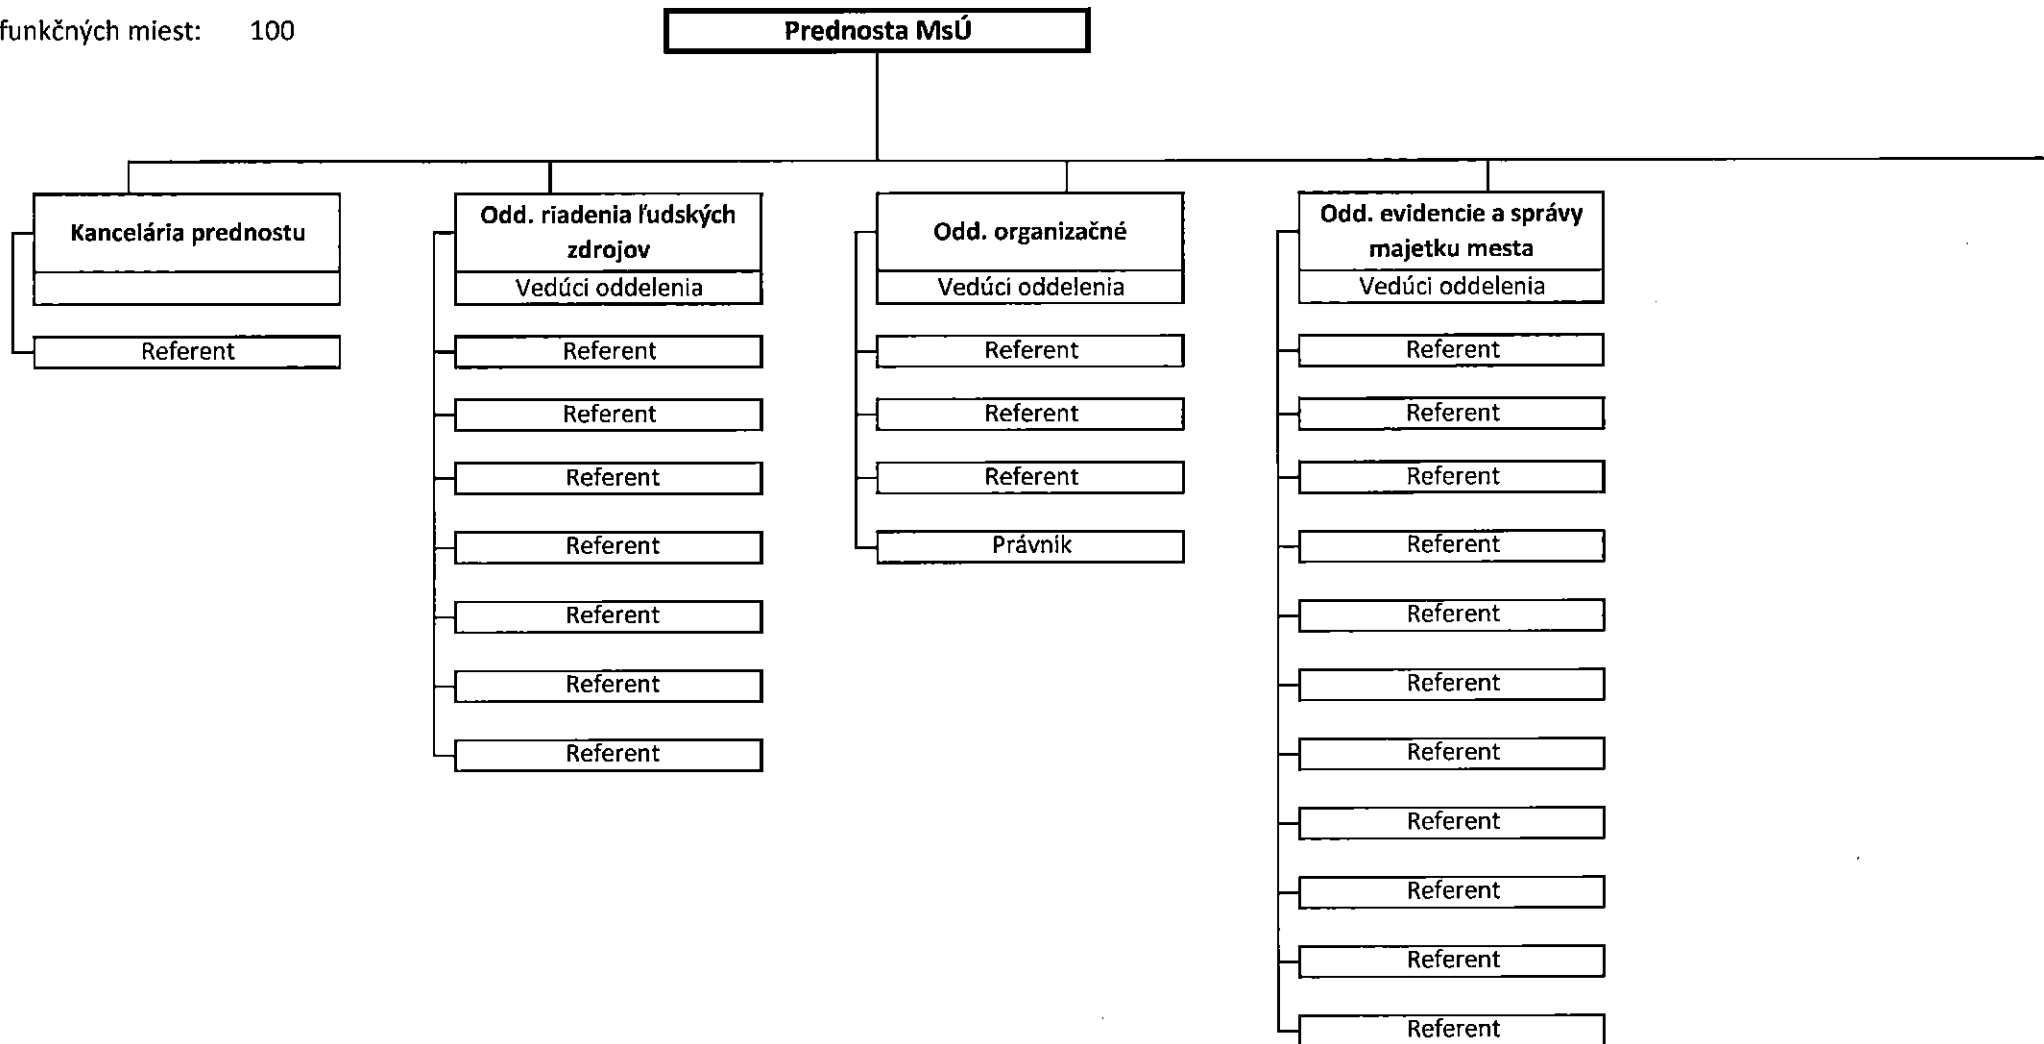 funkčných miest: 100
Prednosta MsÚ
Kancelária prednostu
Referent
Odd. riadenia ľudských
zdrojov
Vedúci oddelenia
Referent
Referent
Referent
Referent
Referent
Referent
Referent
Odd. organizačné
Vedúci oddelenia
Referent
Referent
Referent
Právnik
Odd. evidencie a správy
majetku mesta
Vedúci oddelenia
Referent
Referent
Referent
Referent
Referent
Referent
Referent
Referent
Referent
Referent
Referent